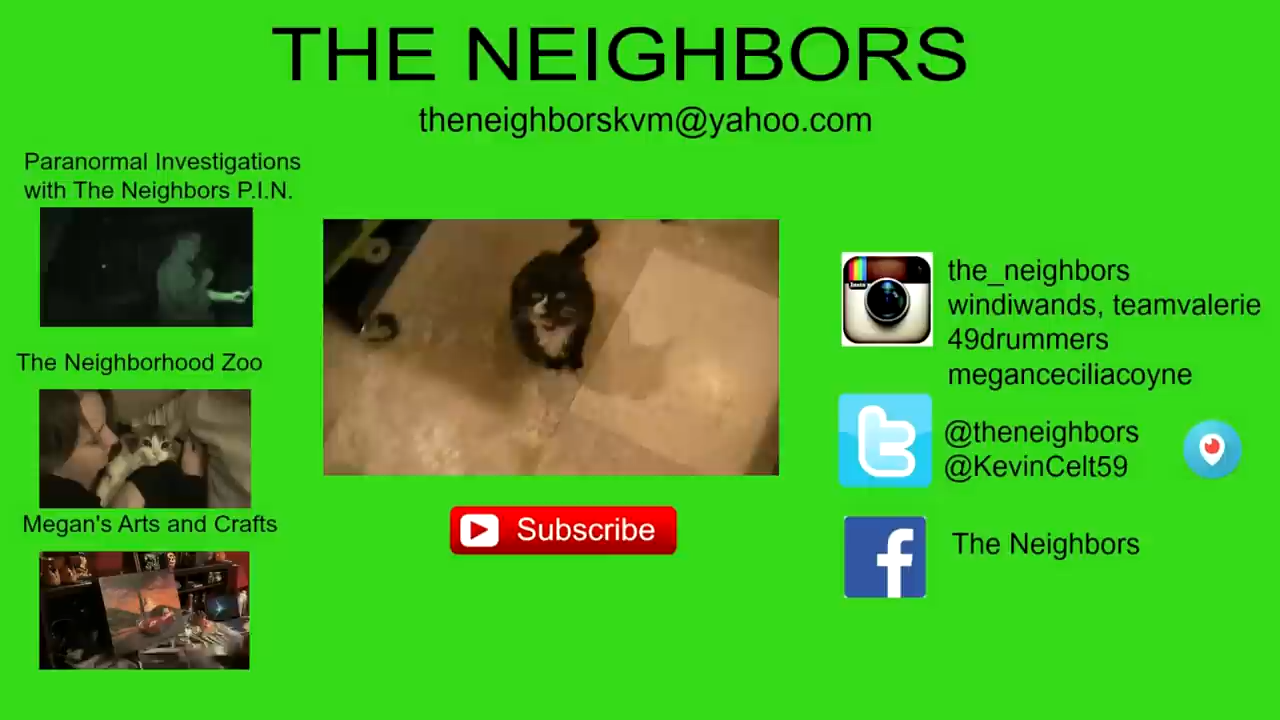 THE NEIGHBORS
theneighborskvm@yahoo.com
Paranormal Investigations
with The Neighbors P.I.N.
The Neighborhood Zoo
Megan's Arts and Crafts
Subscribe
Insta
the_neighbors
windiwands, teamvalerie
49drummers
meganceciliacoyne
@theneighbors
@KevinCelt59
The Neighbors